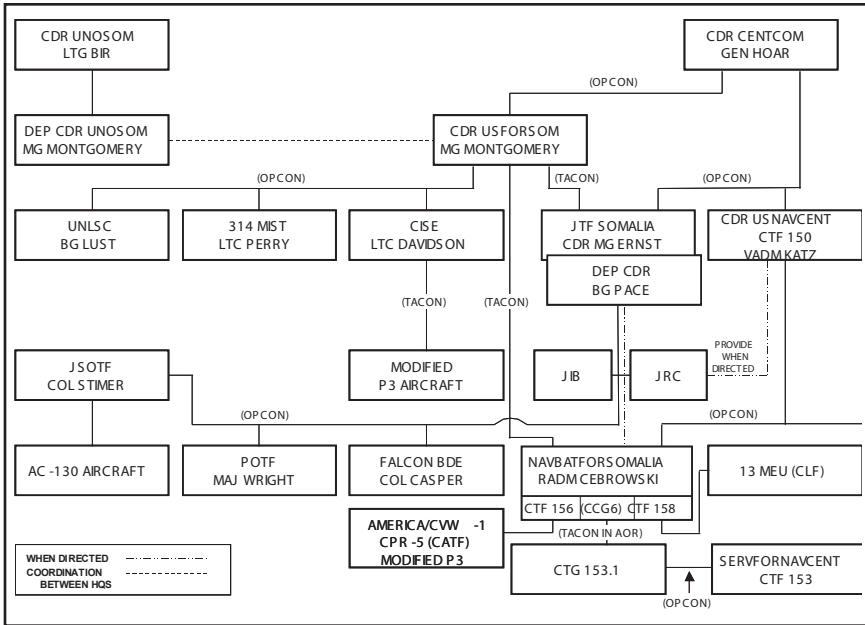 CDR UNOSOM
LTG BIR
CDR CENTCOM
GEN HOAR
(OPCON)
DEP CDR UNOSOM
MG MONTGOMERY
CDR USFORSOM
MG MONTGOMERY
(OPCON)
(TACON)
(OPCON)
UNLSC
BG LUST
314 MIST
LTC PERRY
CISE
LTC DAVIDSON
JTF SOMALIA
CDR MG ERNST
CDR USNAVCENT
CTF 150
VADM KATZ
DEP CDR
BG PACE
(TACON)
(TACON)
PROVIDE
WHEN
DIRECTED
JSOTF
COL STIMER
MODIFIED
P3 AIRCRAFT
JIB
JRC
(OPCON)
(OPCON)
AC-130 AIRCRAFT
POTF
MAJ WRIGHT
FALCON BDE
COL CASPER
NAVBATFORSOMALIA
RADM CEBROWSKI
CTF 156 (CCG6) CTF 158
13 MEU (CLF)
AMERICA/CVW -1
CPR -5 (CATF)
MODIFIED P3
(TACON IN AOR)
CTG 153.1
SERVFORNAVCENT
CTF 153
(OPCON)
WHEN DIRECTED
COORDINATION
BETWEEN HQS